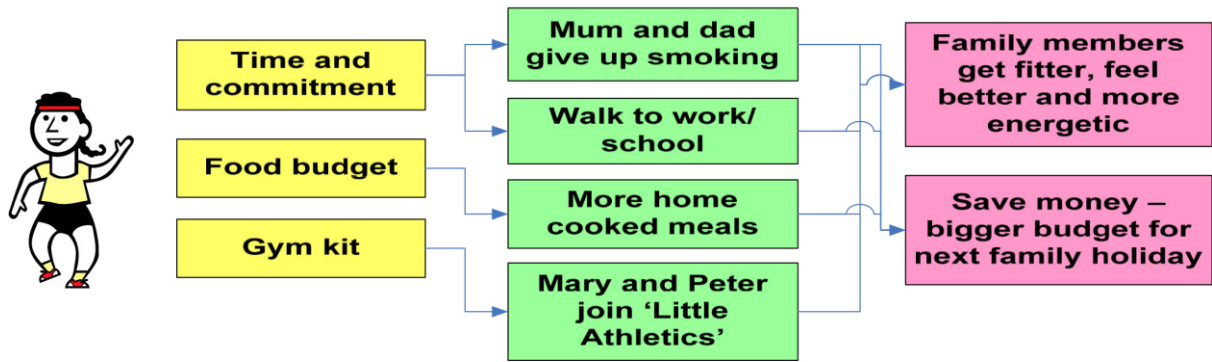 Time and
commitment
Food budget
Gym kit
Mum and dad
give up smoking
Walk to work/
school
More home
cooked meals
Mary and Peter
join ‘Little
Athletics’
Family members
get fitter, feel
better and more
energetic
Save money –
bigger budget for
next family holiday